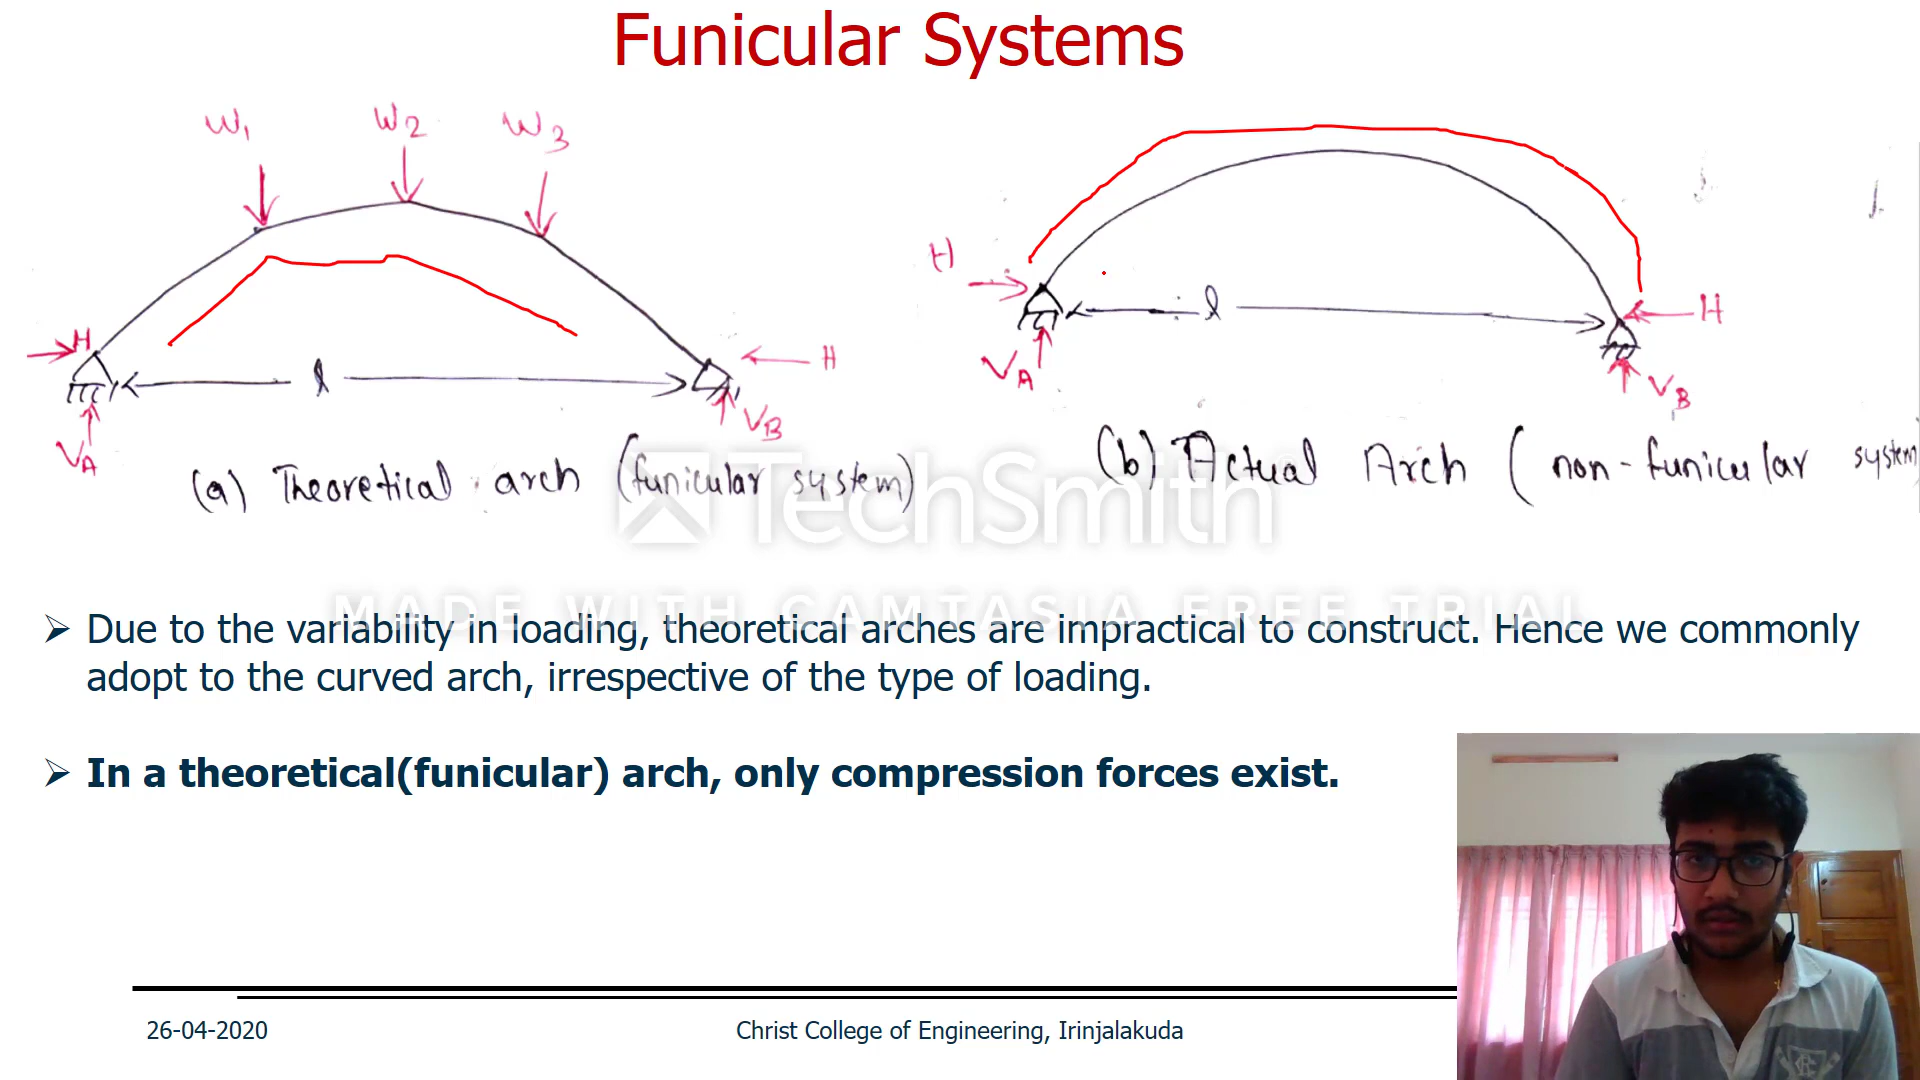 Funicular Systems
W1 W2 W3
H
H
l
VA
VB
(a) Theoretical arch (funicular system)
H
H
l
VA
VB
(b) Actual Arch (non-funicular system
TechSmith
MADE WITH CAMTASIA FREE TRIAL
Due to the variability in loading, theoretical arches are impractical to construct. Hence we commonly
adopt to the curved arch, irrespective of the type of loading.
In a theoretical(funicular) arch, only compression forces exist.
26-04-2020
Christ College of Engineering, Irinjalakuda